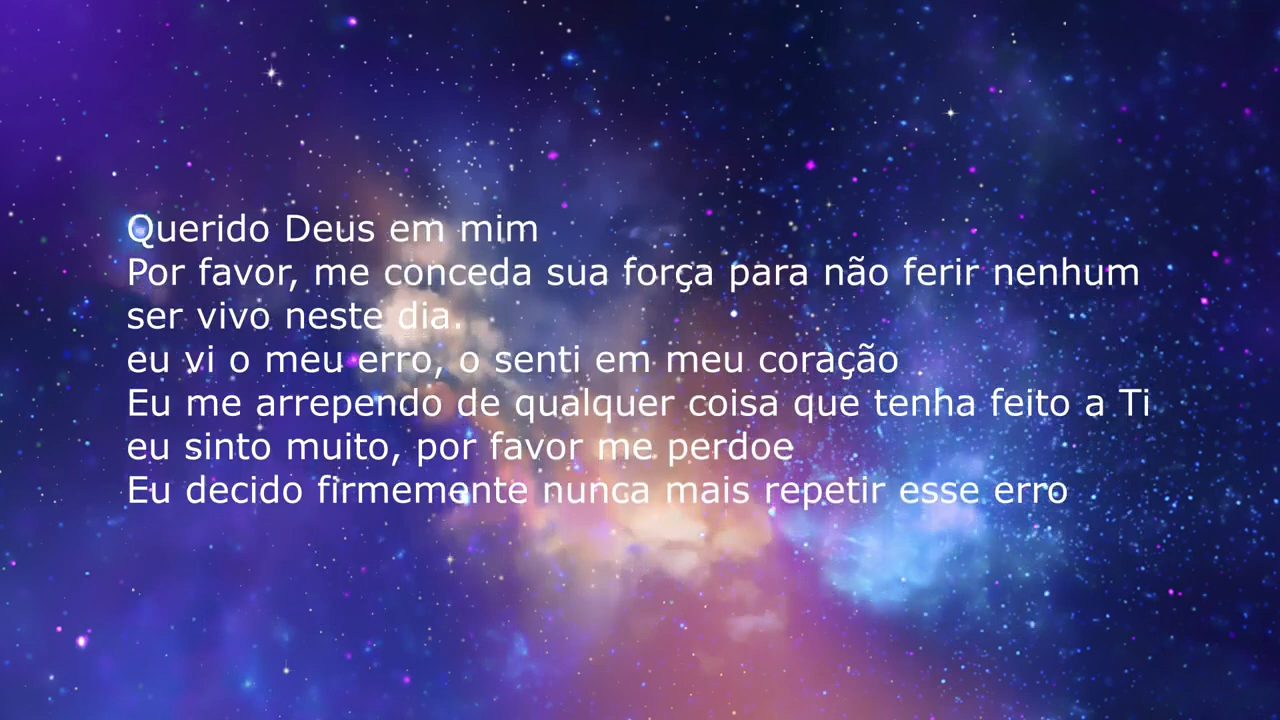 Querido Deus em mim
Por favor, me conceda sua força para não ferir nenhum
ser vivo neste dia.
eu vi o meu erro, o senti em meu coração
Eu me arrependo de qualquer coisa que tenha feito a Ti
eu sinto muito, por favor me perdoe
Eu decido firmemente nunca mais repetir esse erro